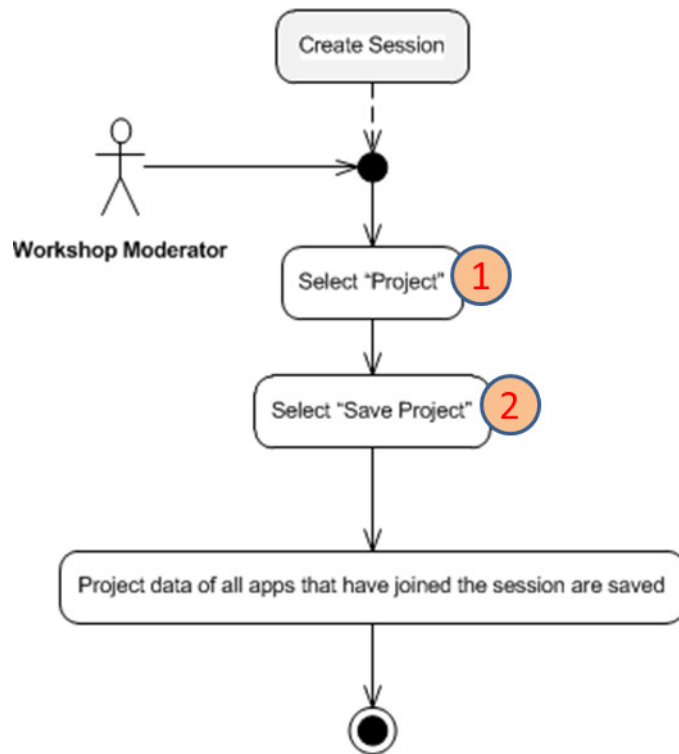 Create Session
Workshop Moderator
Select “Project”
1
Select “Save Project”
2
Project data of all apps that have joined the session are saved